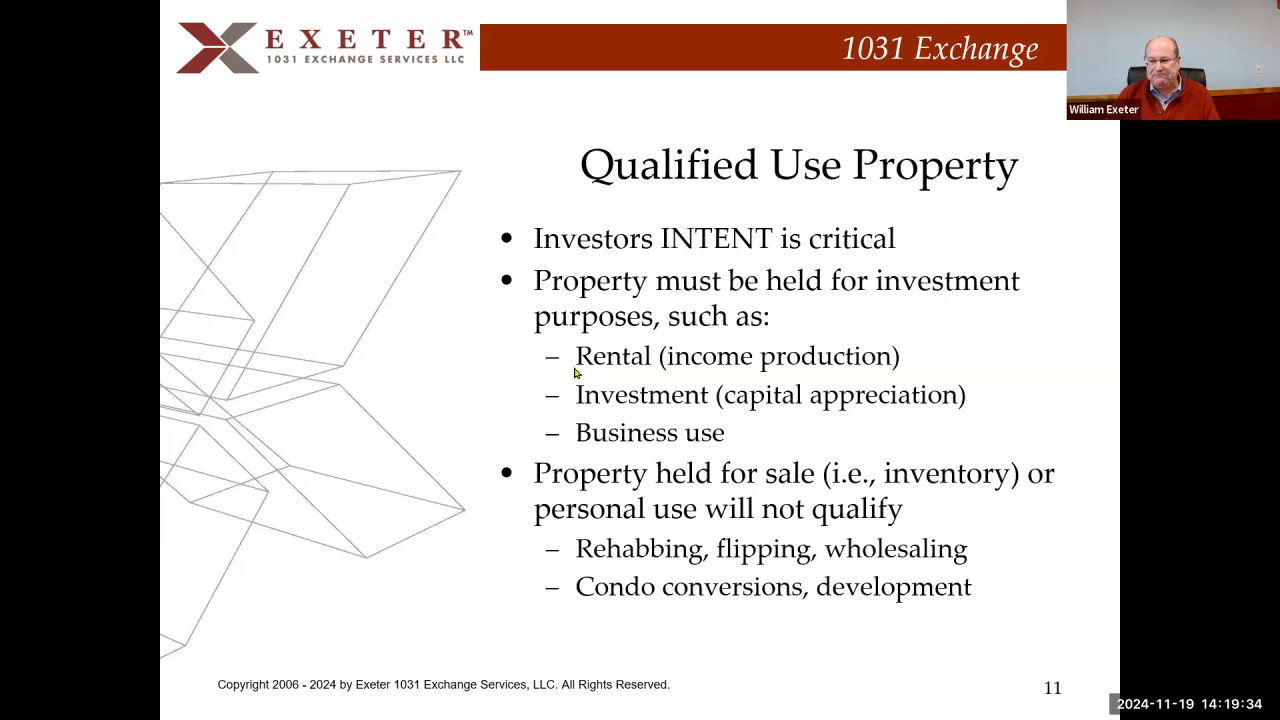 EXETER™
1031 EXCHANGE SERVICES LLC
1031 Exchange
William Exeter
Qualified Use Property
• Investors INTENT is critical
• Property must be held for investment
purposes, such as:
– Rental (income production)
– Investment (capital appreciation)
– Business use
• Property held for sale (i.e., inventory) or
personal use will not qualify
– Rehabbing, flipping, wholesaling
– Condo conversions, development
Copyright 2006 - 2024 by Exeter 1031 Exchange Services, LLC. All Rights Reserved.
11
2024-11-19 14:19:34